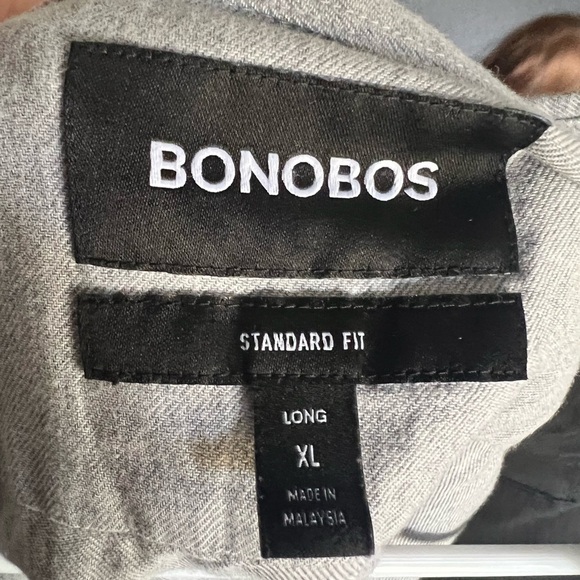 BONOBOS
STANDARD FIT
LONG
XL
MADE IN
MALAYSIA